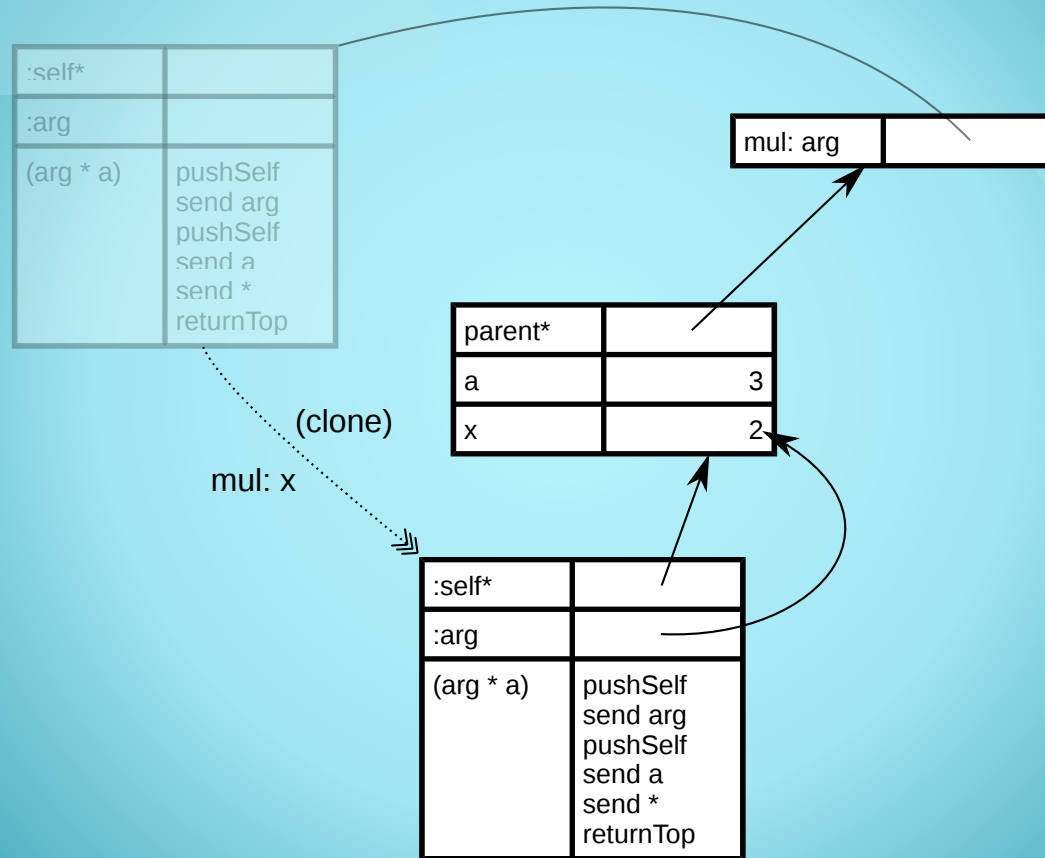 :self*
:arg
(arg * a)
pushSelf
send arg
pushSelf
send a
send *
returnTop
mul: arg
parent*
a 3
x 2
(clone)
mul: x
:self*
:arg
(arg * a)
pushSelf
send arg
pushSelf
send a
send *
returnTop